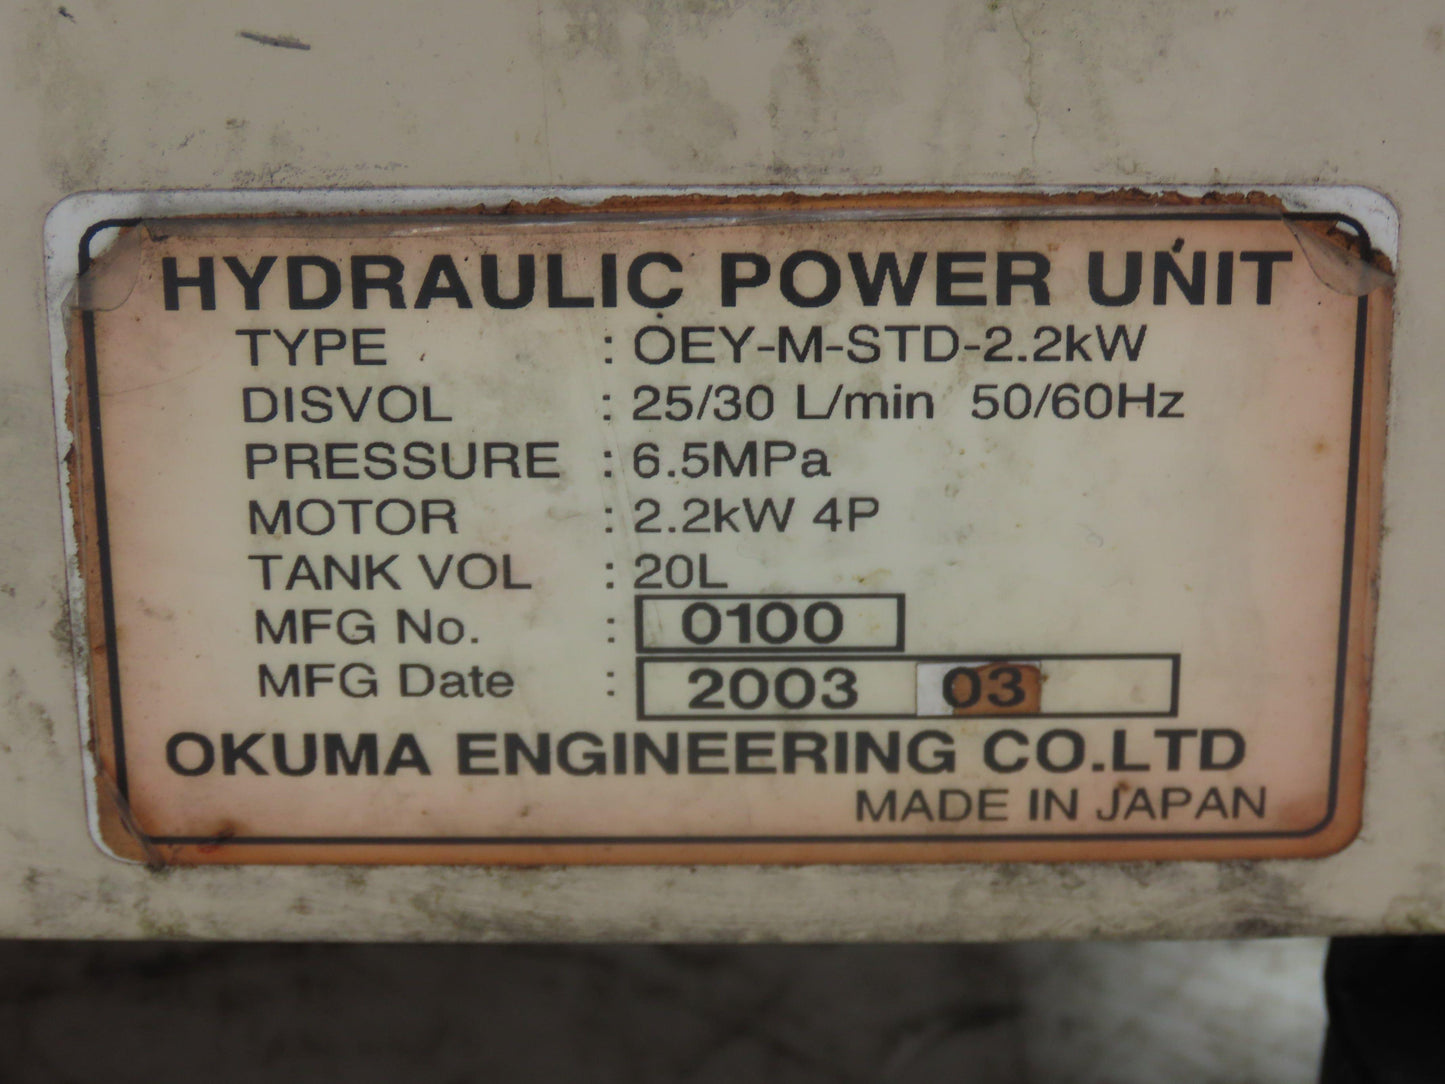 HYDRAULIC POWER UNIT
TYPE : OEY-M-STD-2.2kW
DISVOL : 25/30 L/min 50/60Hz
PRESSURE : 6.5MPa
MOTOR : 2.2kW 4P
TANK VOL : 20L
MFG No. : 0100
MFG Date : 2003 03
OKUMA ENGINEERING CO.LTD
MADE IN JAPAN